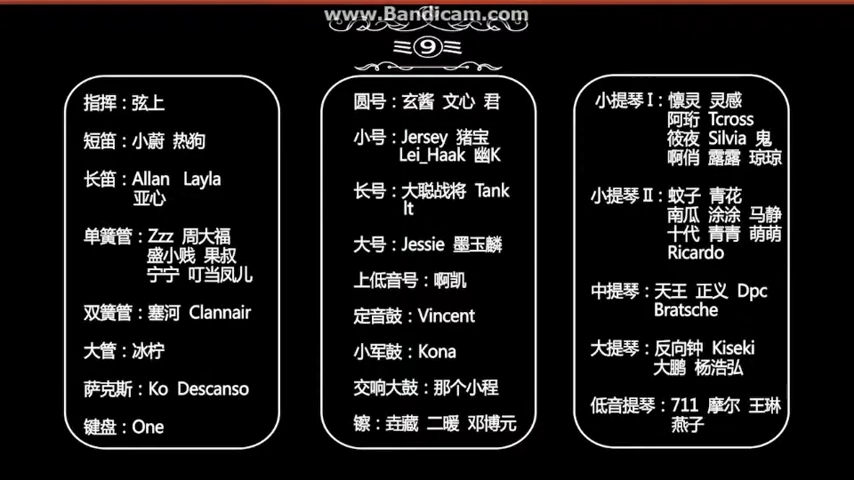 www.Bandicam.com
9
指挥：弦上
短笛：小蔚 热狗
长笛：Allan Layla
亚心
单簧管：Zzz 周大福
盛小贱 果叔
宁宁 叮当凤儿
双簧管：塞河 Clannair
大管：冰柠
萨克斯：Ko Descanso
键盘：One
圆号：玄酱 文心 君
小号：Jersey 猪宝
Lei_Haak 幽K
长号：大聪战将 Tank
lt
大号：Jessie 墨玉麟
上低音号：啊凯
定音鼓：Vincent
小军鼓：Kona
交响大鼓：那个小程
镲：垚藏 二暖 邓博元
小提琴 I：懔灵 灵感
阿珩 Tcross
筱夜 Silvia 鬼
啊俏 露露 琼琼
小提琴 II：蚊子 青花
南瓜 涂涂 马静
十代 青青 萌萌
Ricardo
中提琴：天王 正义 Dpc
Bratsche
大提琴：反向钟 Kiseki
大鹏 杨浩弘
低音提琴：711 摩尔 王琳
燕子